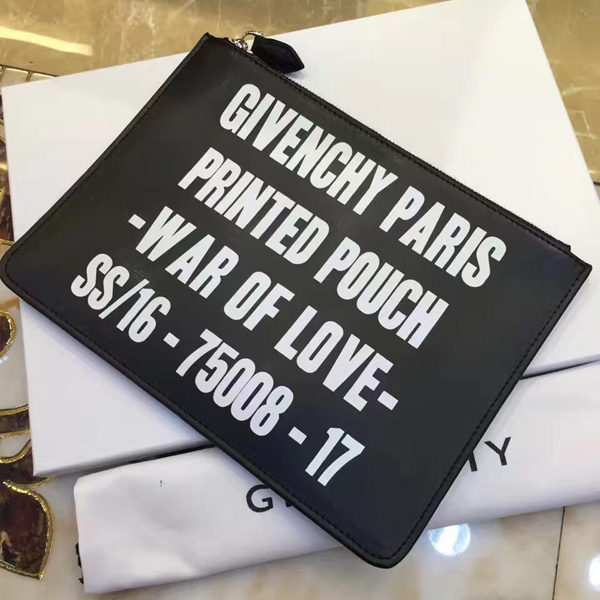 GIVENCHY PARIS
PRINTED POUCH
-WAR OF LOVE-
SS/16 - 75008 - 17